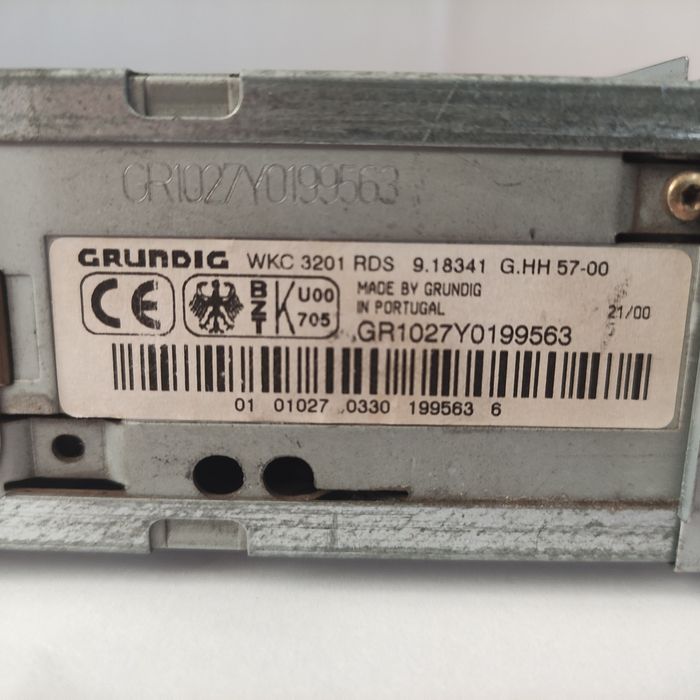 GR1027Y0199563
GRUNDIG WKC 3201 RDS 9.18341 G.HH 57-00
CE BZT K U00 705
MADE BY GRUNDIG
IN PORTUGAL
21/00
GR1027Y0199563
01 01027 0330 199563 6